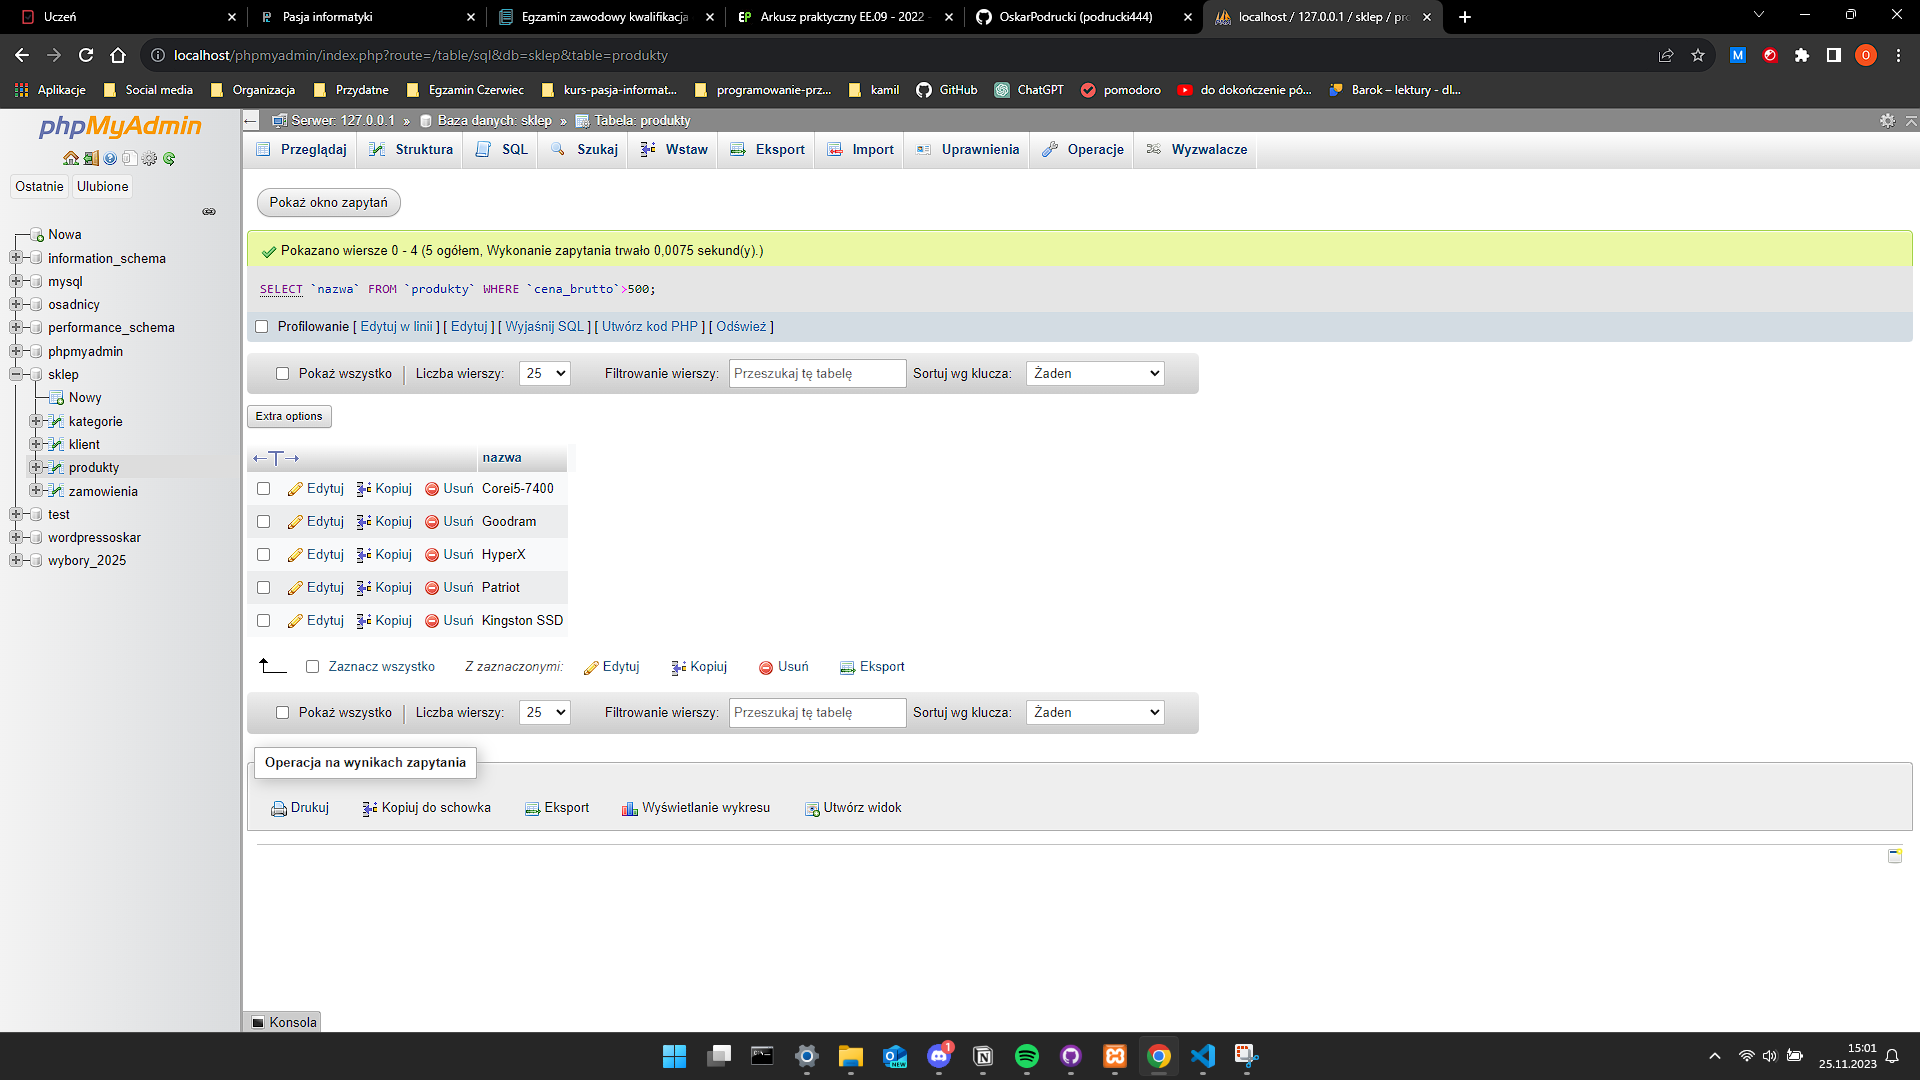 Uczeń
Pasja informatyki
Egzamin zawodowy kwalifikacja
Arkusz praktyczny EE.09 - 2022 -
OskarPodrucki (podrucki444)
localhost / 127.0.0.1 / sklep / pro
localhost/phpmyadmin/index.php?route=/table/sql&db=sklep&table=produkty
M
O
Aplikacje
Social media
Organizacja
Przydatne
Egzamin Czerwiec
kurs-pasja-informat...
programowanie-prz...
kamil
GitHub
ChatGPT
pomodoro
do dokończenie pó...
Barok – lektury - dl...
phpMyAdmin
Ostatnie
Ulubione
Nowa
information_schema
mysql
osadnicy
performance_schema
phpmyadmin
sklep
Nowy
kategorie
klient
produkty
zamowienia
test
wordpressoskar
wybory_2025
Serwer: 127.0.0.1 » Baza danych: sklep » Tabela: produkty
Przeglądaj
Struktura
SQL
Szukaj
Wstaw
Eksport
Import
Uprawnienia
Operacje
Wyzwalacze
Pokaż okno zapytań
Pokazano wiersze 0 - 4 (5 ogółem, Wykonanie zapytania trwało 0,0075 sekund(y).)
SELECT `nazwa` FROM `produkty` WHERE `cena_brutto`>500;
Profilowanie [ Edytuj w linii ] [ Edytuj ] [ Wyjaśnij SQL ] [ Utwórz kod PHP ] [ Odśwież ]
Pokaż wszystko | Liczba wierszy: 25 Filtrowanie wierszy: Przeszukaj tę tabelę Sortuj wg klucza: Żaden
Extra options
←T→ nazwa
Edytuj Kopiuj Usuń Corei5-7400
Edytuj Kopiuj Usuń Goodram
Edytuj Kopiuj Usuń HyperX
Edytuj Kopiuj Usuń Patriot
Edytuj Kopiuj Usuń Kingston SSD
Zaznacz wszystko Z zaznaczonymi: Edytuj Kopiuj Usuń Eksport
Pokaż wszystko | Liczba wierszy: 25 Filtrowanie wierszy: Przeszukaj tę tabelę Sortuj wg klucza: Żaden
Operacja na wynikach zapytania
Drukuj Kopiuj do schowka Eksport Wyświetlanie wykresu Utwórz widok
Konsola
1
15:01
25.11.2023